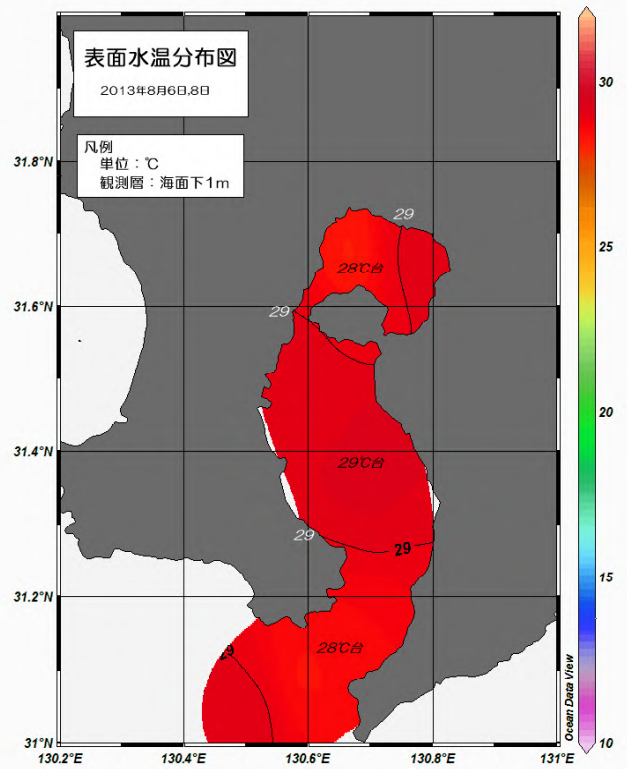 表面水温分布図
2013年8月6日,8日
凡例
単位：℃
観測層：海面下1m
31.8°N
31.6°N
31.4°N
31.2°N
31°N
130.2°E
130.4°E
130.6°E
130.8°E
131°E
29
28℃台
29
29℃台
29
29
28℃台
29
30
25
20
15
10
Ocean Data View